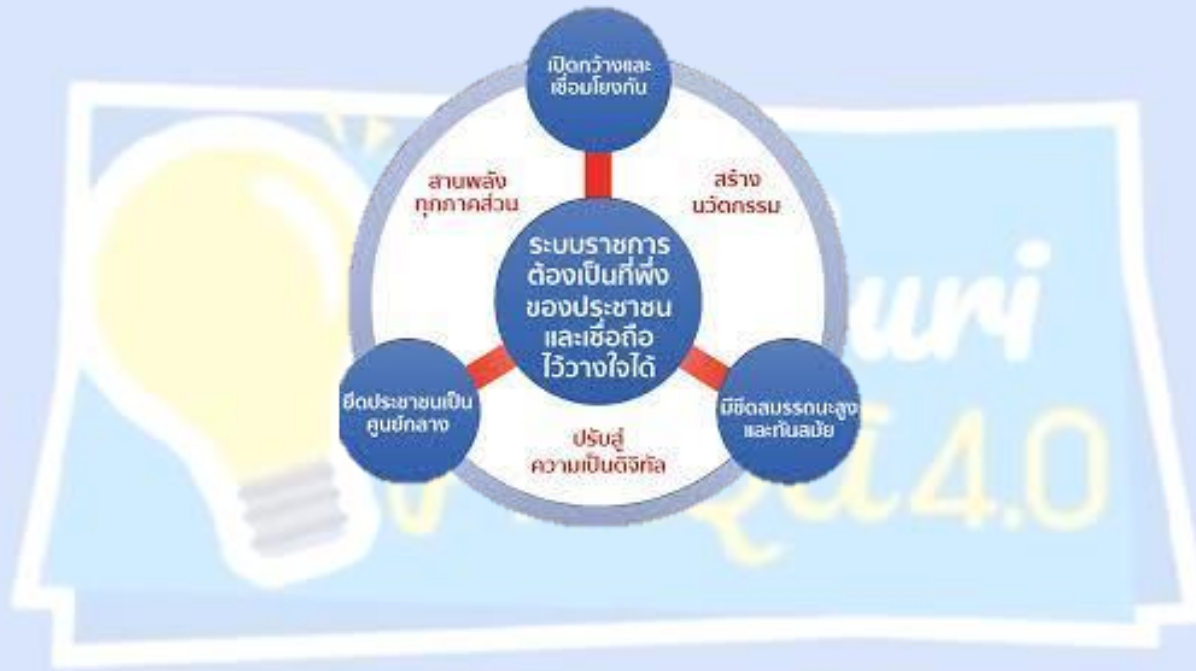 เปิดกว้างและ
เชื่อมโยงกัน
สานพลัง
ทุกภาคส่วน
สร้าง
นวัตกรรม
ระบบราชการ
ต้องเป็นที่พึ่ง
ของประชาชน
และเชื่อถือ
ไว้วางใจได้
ยึดประชาชนเป็น
ศูนย์กลาง
มีขีดสมรรถนะสูง
และทันสมัย
ปรับสู่
ความเป็นดิจิทัล
uri
4.0